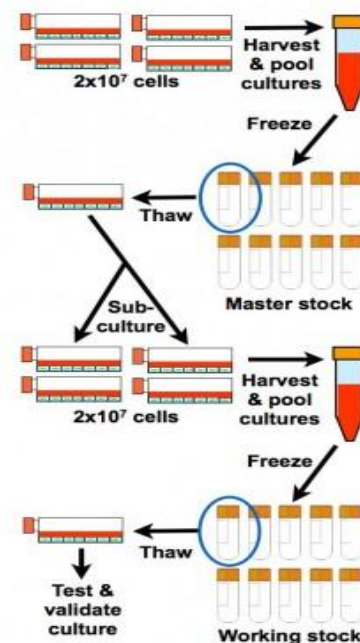 2x10⁷ cells
Harvest
& pool
cultures
Freeze
Thaw
Master stock
Sub-
culture
2x10⁷ cells
Harvest
& pool
cultures
Freeze
Thaw
Working stock
Test &
validate
culture